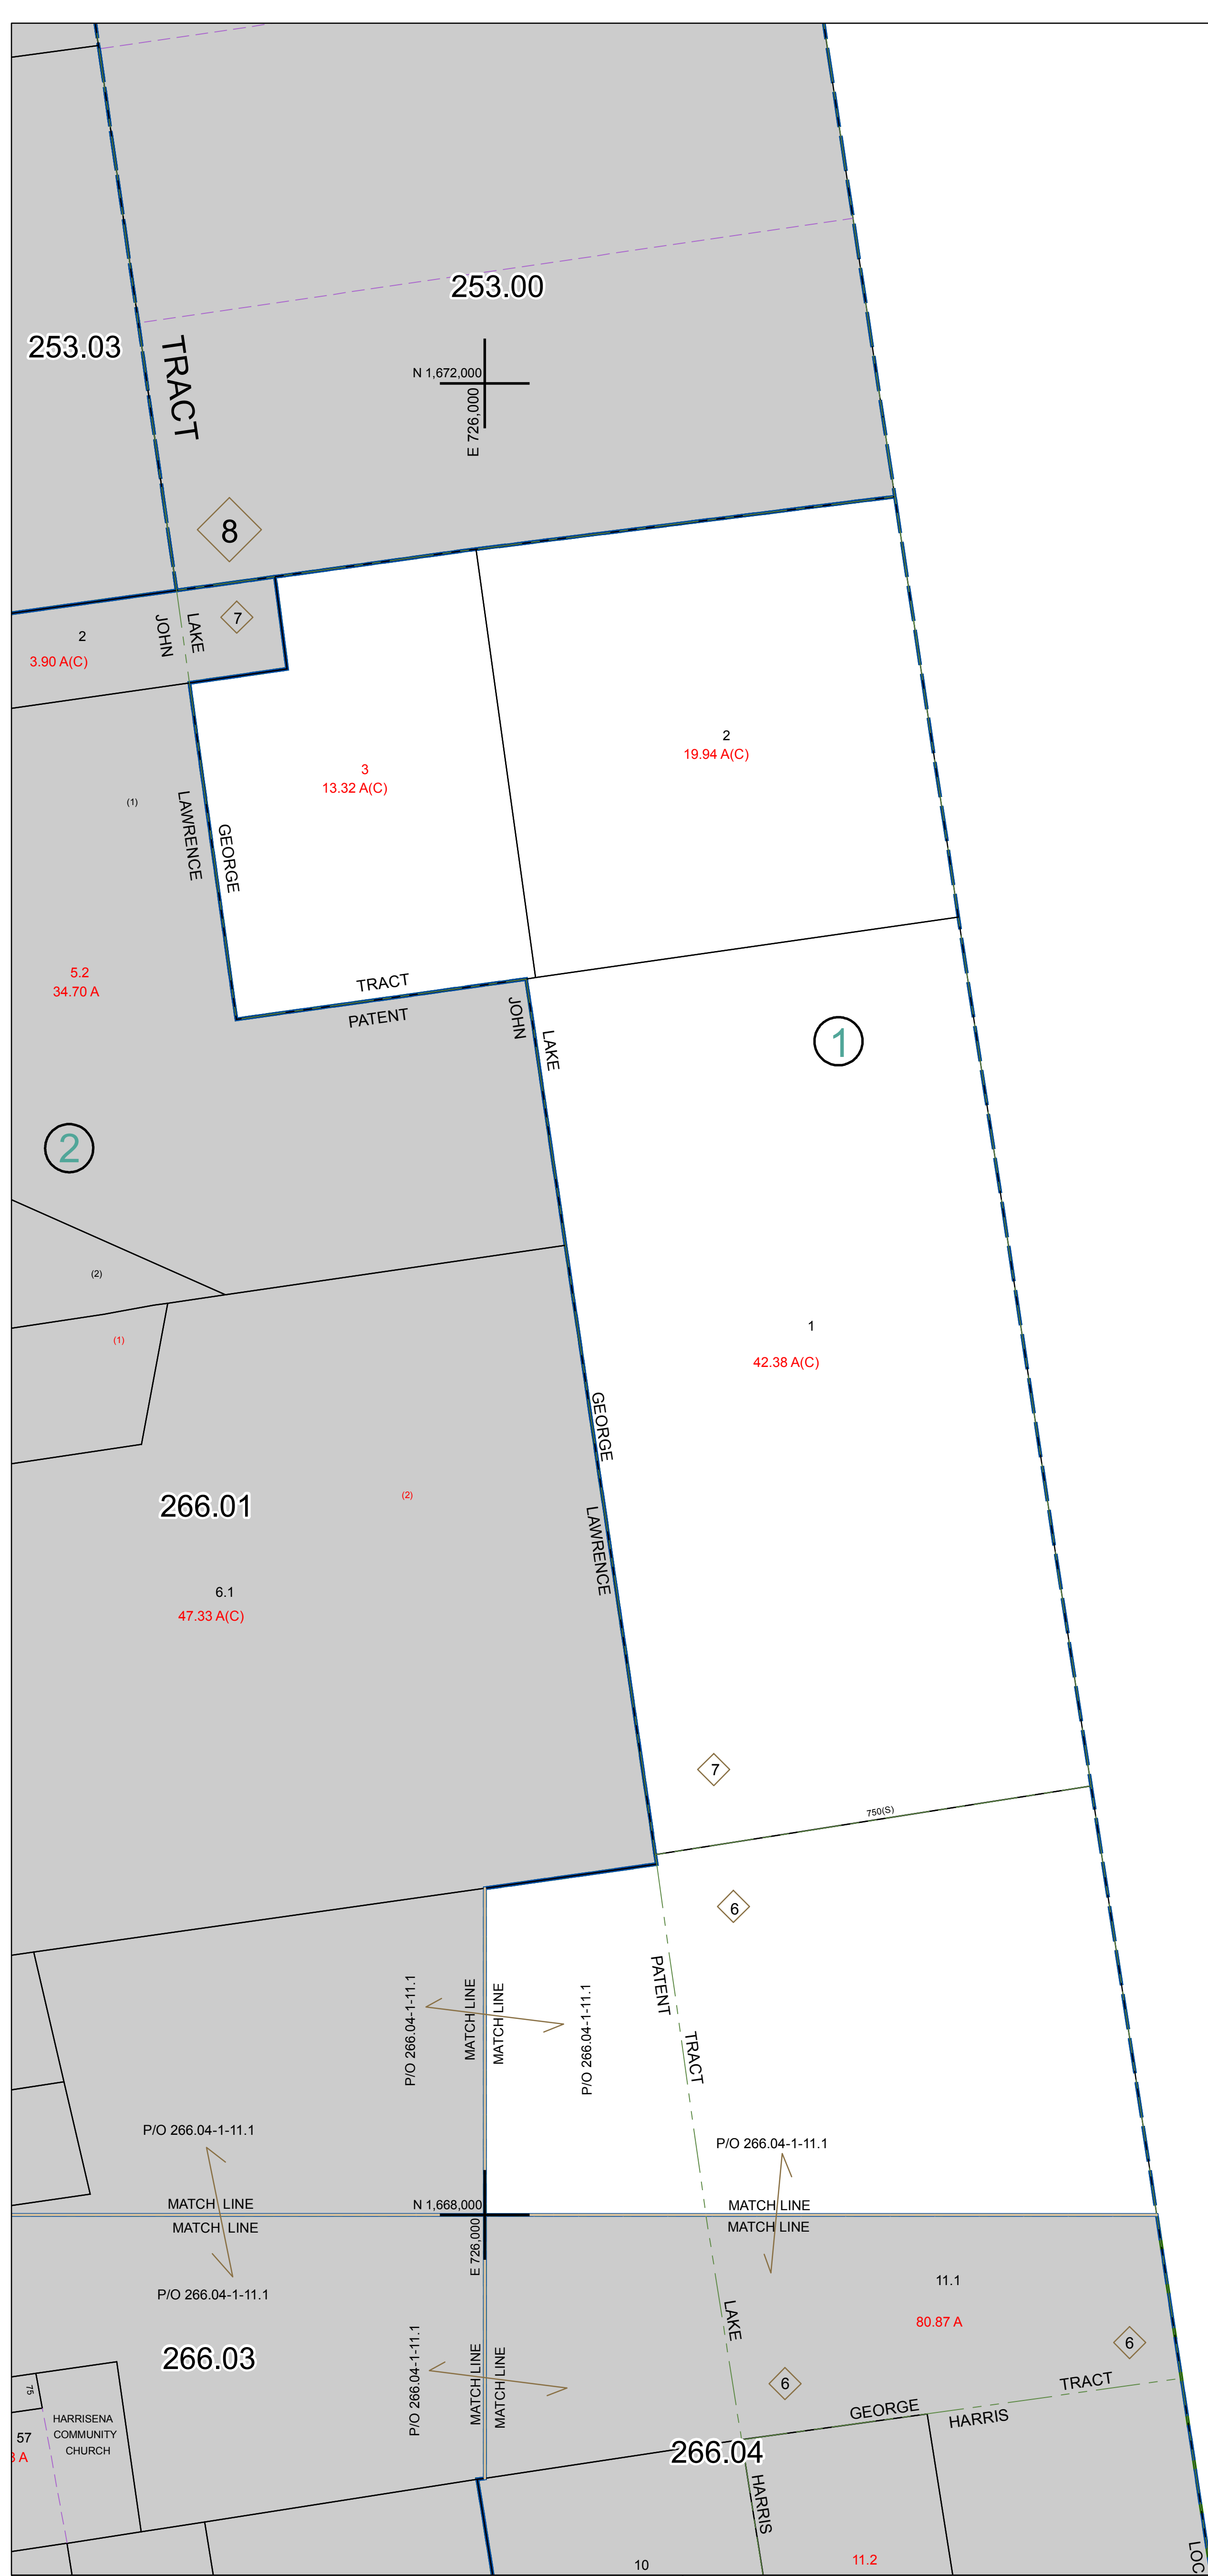 253.00
253.03
TRACT
N 1,672,000
E 726,000
8
7
LAKE
JOHN
2
3.90 A(C)
2
19.94 A(C)
3
13.32 A(C)
(1)
LAWRENCE
GEORGE
5.2
34.70 A
TRACT
PATENT
JOHN
LAKE
1
2
(2)
(1)
1
42.38 A(C)
GEORGE
LAWRENCE
266.01
(2)
6.1
47.33 A(C)
7
750(S)
6
PATENT
TRACT
P/O 266.04-1-11.1
MATCH LINE
MATCH LINE
P/O 266.04-1-11.1
P/O 266.04-1-11.1
P/O 266.04-1-11.1
MATCH LINE
MATCH LINE
N 1,668,000
E 726,000
MATCH LINE
MATCH LINE
P/O 266.04-1-11.1
11.1
80.87 A
LAKE
6
6
266.03
P/O 266.04-1-11.1
MATCH LINE
MATCH LINE
TRACT
GEORGE
HARRIS
75
HARRISENA
COMMUNITY
CHURCH
57
A
266.04
HARRIS
10
11.2
LOC